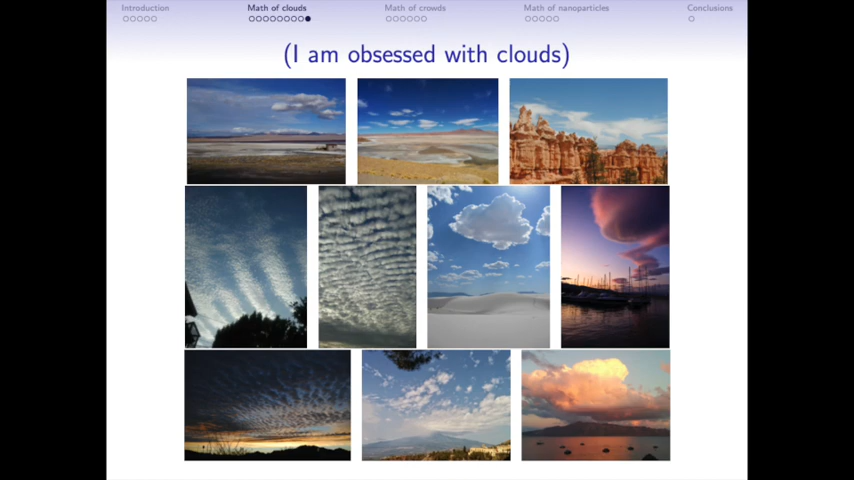 Introduction Math of clouds Math of crowds Math of nanoparticles Conclusions
(I am obsessed with clouds)